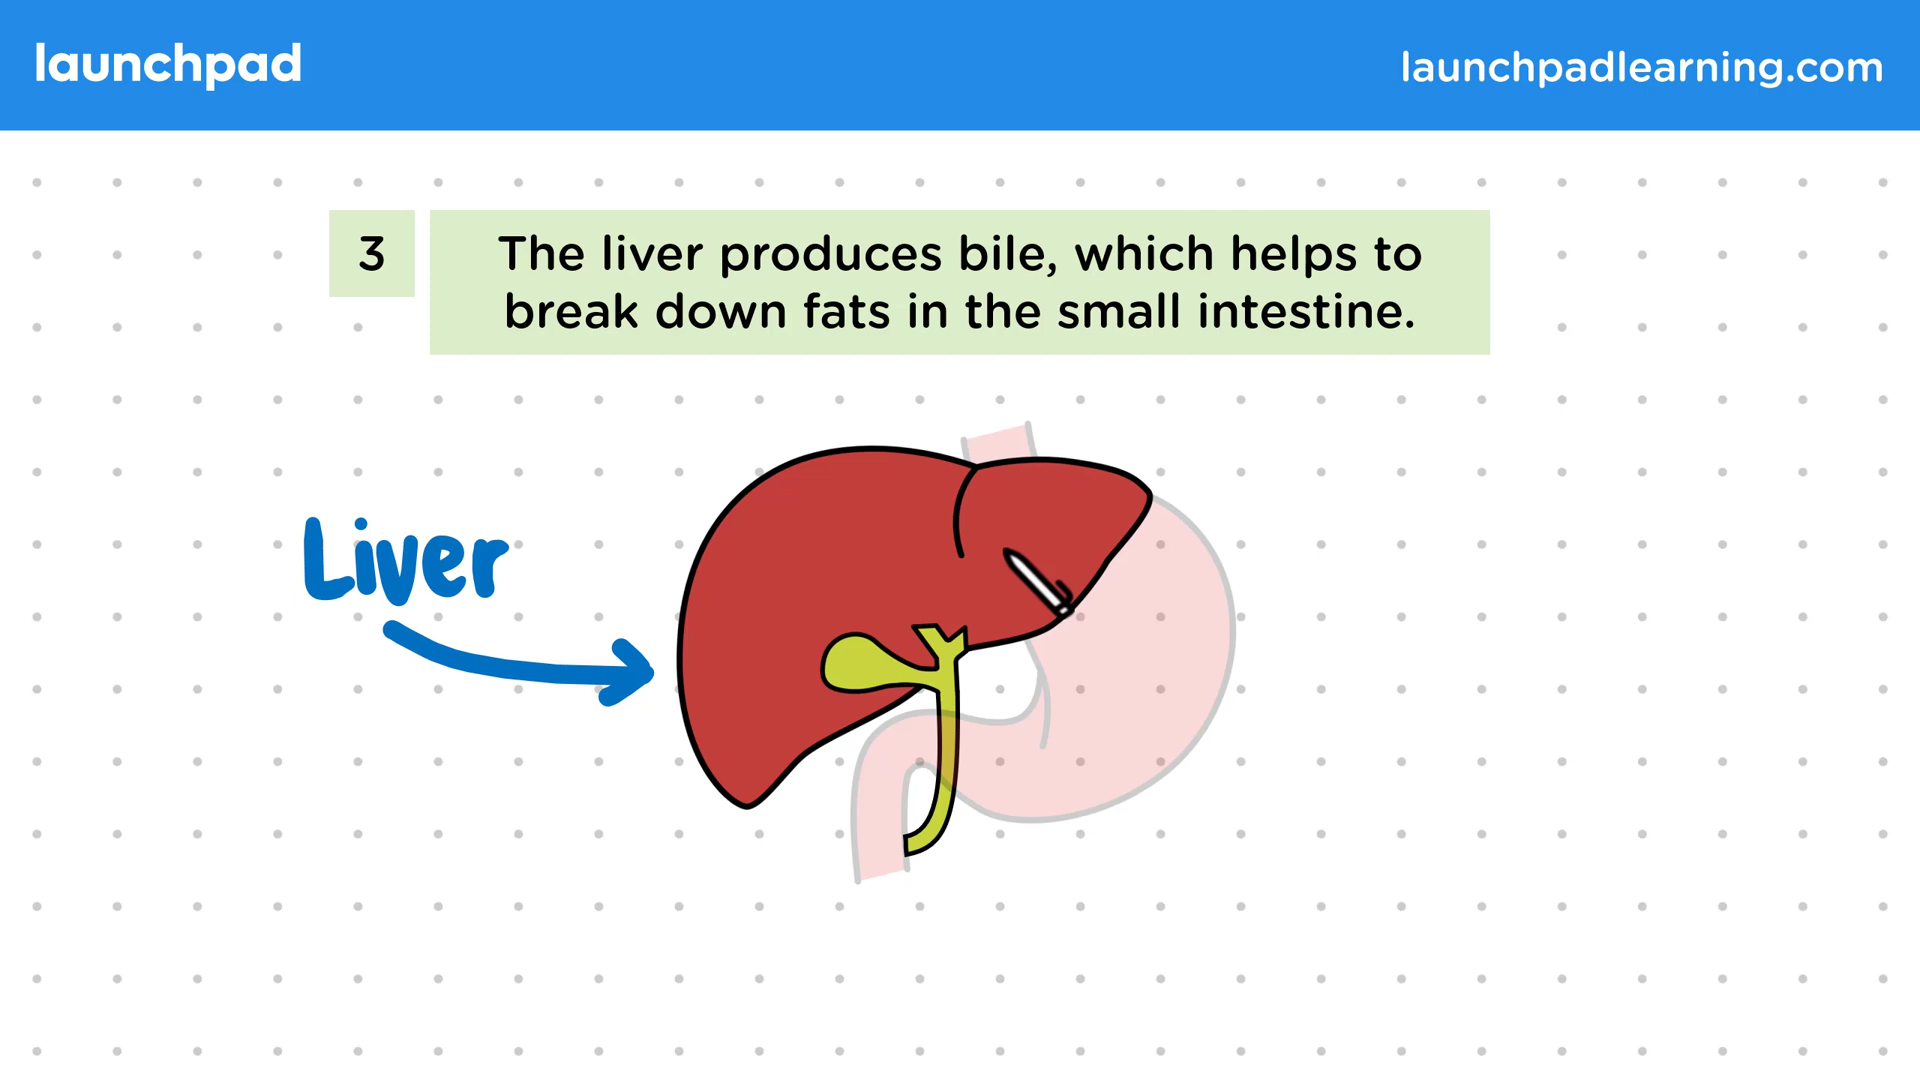 launchpad
launchpadlearning.com
3
The liver produces bile, which helps to
break down fats in the small intestine.
Liver